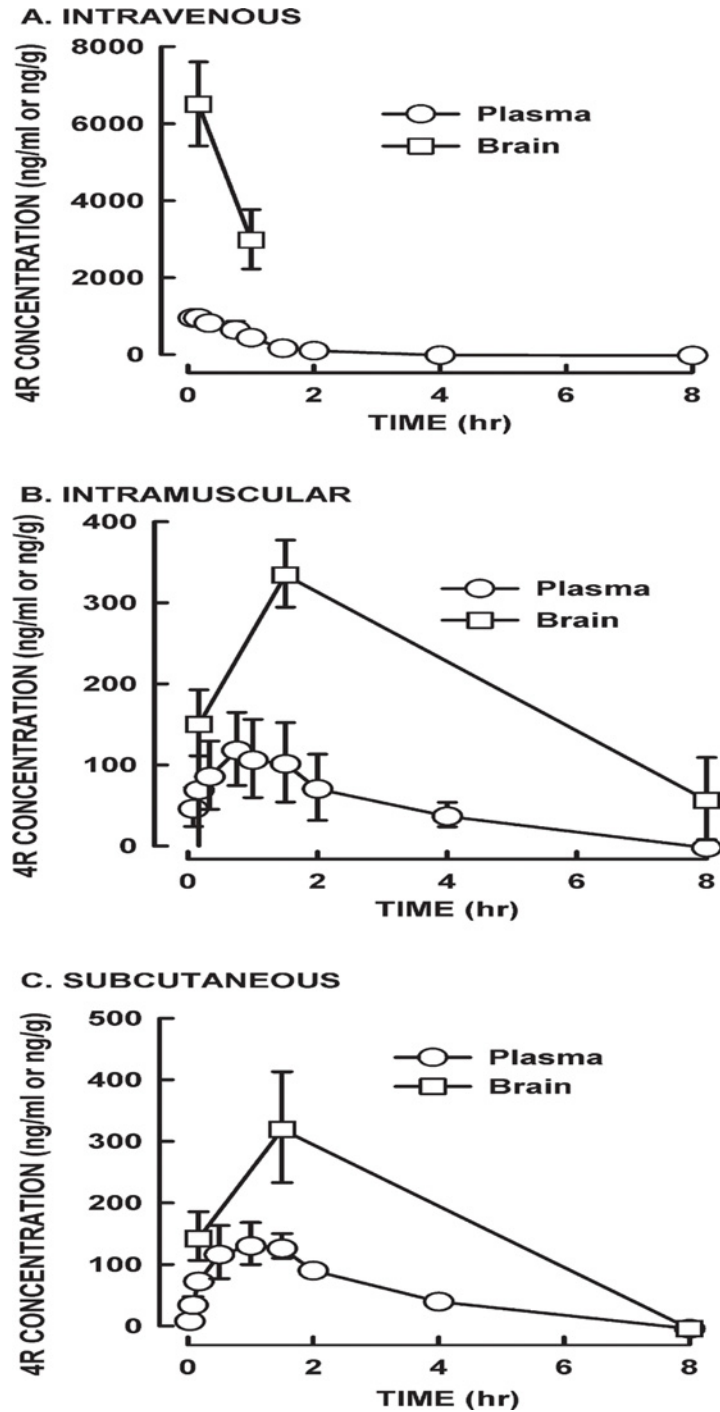 A. INTRAVENOUS
4R CONCENTRATION (ng/ml or ng/g)
8000
6000
4000
2000
0
Plasma
Brain
0 2 4 6 8
TIME (hr)
B. INTRAMUSCULAR
4R CONCENTRATION (ng/ml or ng/g)
400
300
200
100
0
Plasma
Brain
0 2 4 6 8
TIME (hr)
C. SUBCUTANEOUS
4R CONCENTRATION (ng/ml or ng/g)
500
400
300
200
100
0
Plasma
Brain
0 2 4 6 8
TIME (hr)